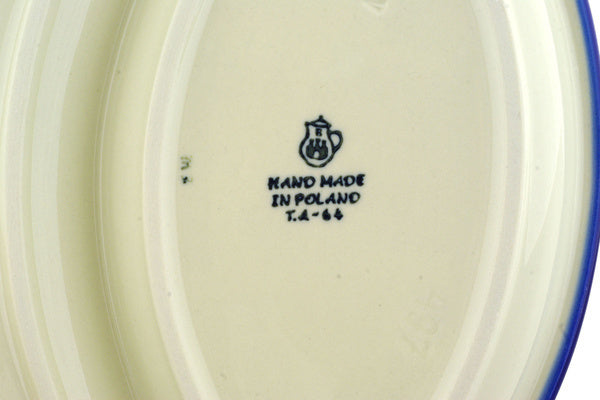 B
HAND MADE
IN POLAND
T.A-64